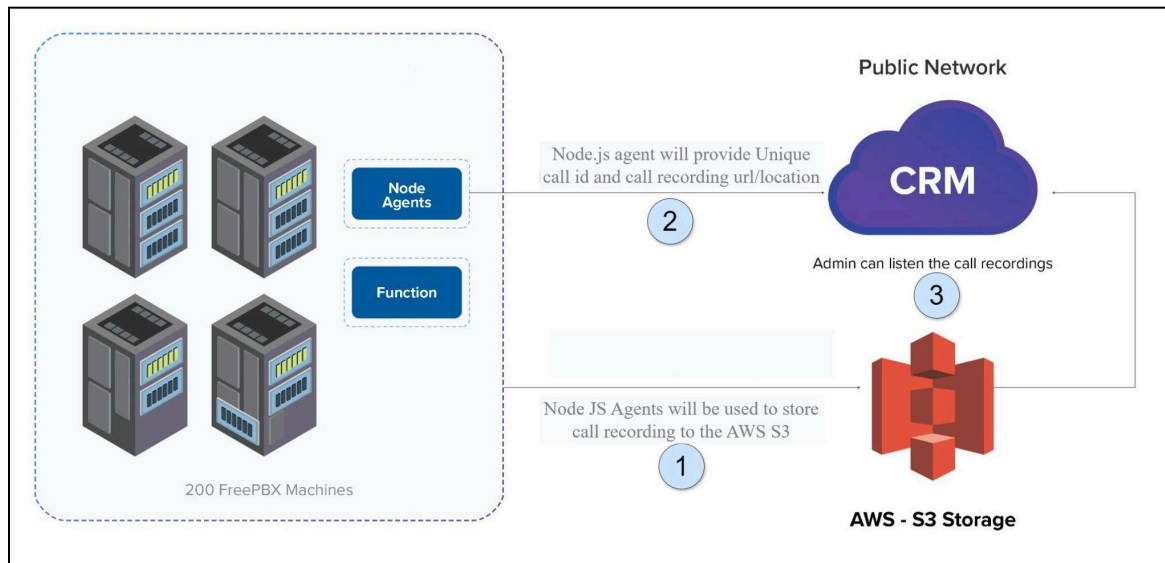 Public Network
CRM
Node
Agents
Function
200 FreePBX Machines
Node.js agent will provide Unique
call id and call recording url/location
2
Admin can listen the call recordings
3
Node JS Agents will be used to store
call recording to the AWS S3
1
AWS - S3 Storage